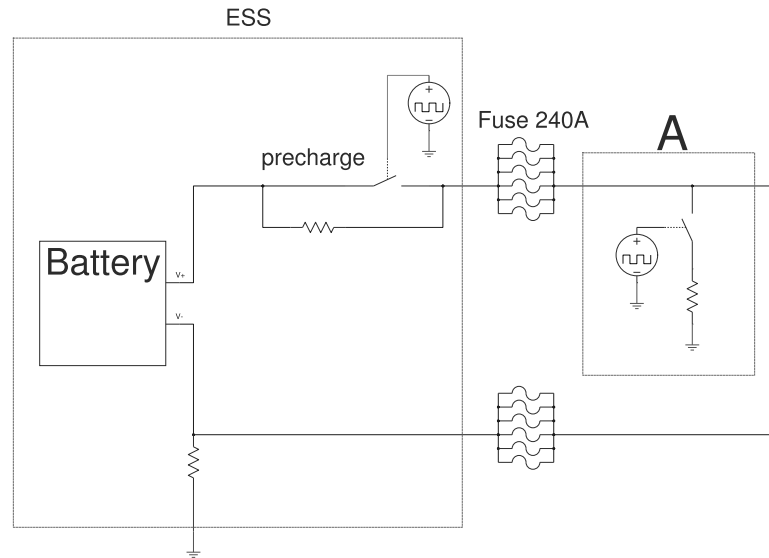 ESS
Fuse 240A
A
precharge
Battery
V+
V-